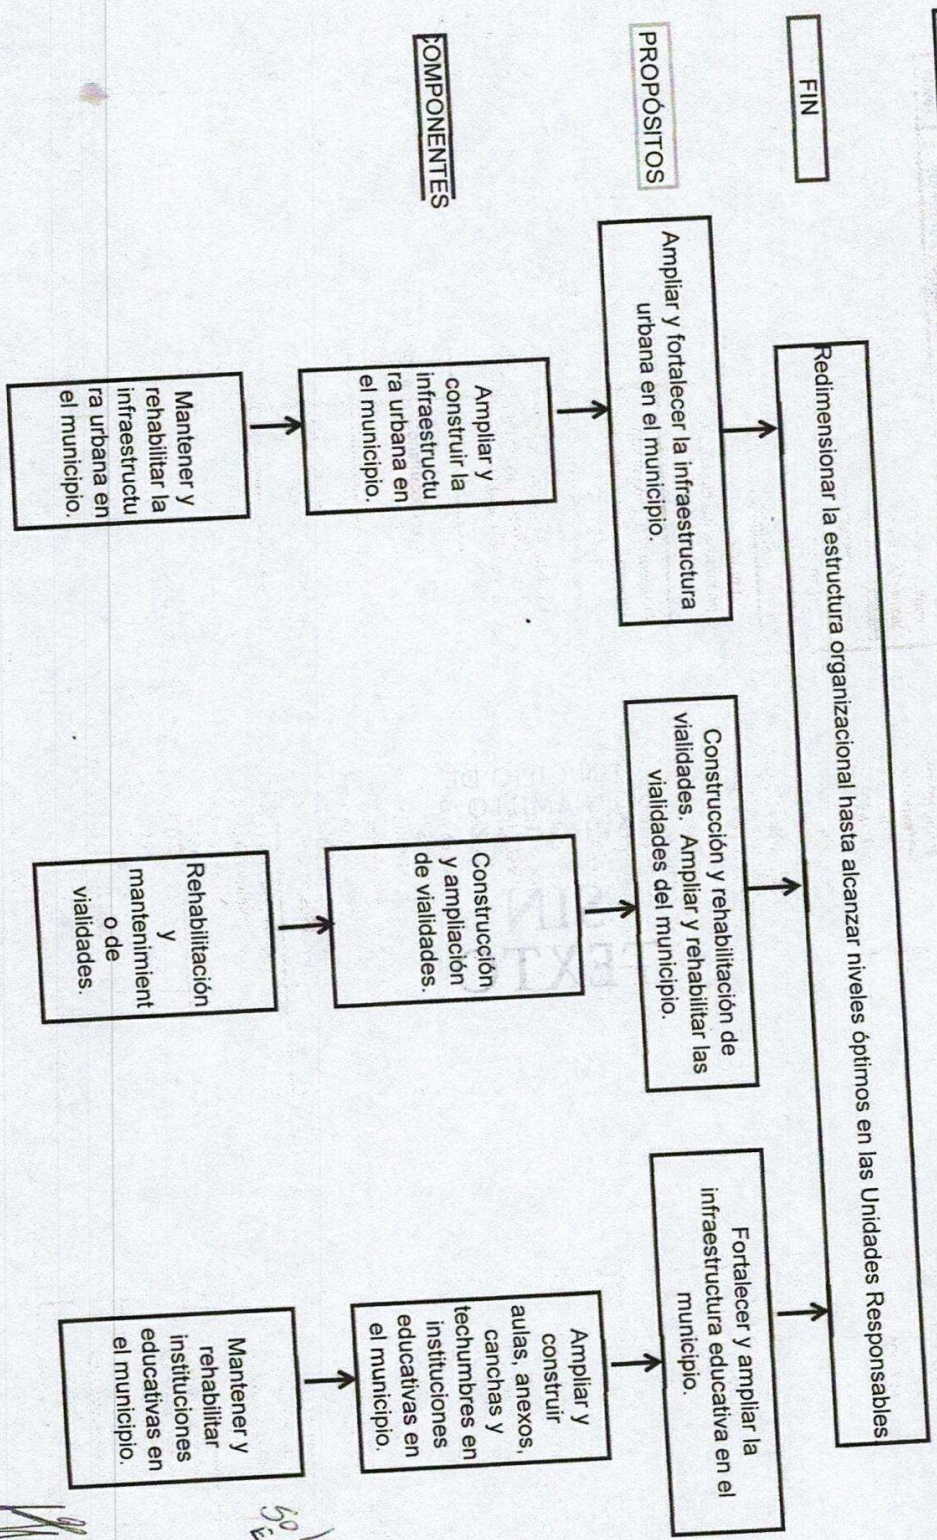 FIN
Redimensionar la estructura organizacional hasta alcanzar niveles óptimos en las Unidades Responsables
PROPÓSITOS
Ampliar y fortalecer la infraestructura
urbana en el municipio.
Construcción y rehabilitación de
vialidades. Ampliar y rehabilitar las
vialidades del municipio.
Fortalecer y ampliar la
infraestructura educativa en el
municipio.
COMPONENTES
Ampliar y
construir la
infraestructu
ra urbana en
el municipio.
Construcción
y ampliación
de vialidades.
Ampliar y
construir
aulas, anexos,
canchas y
techumbres en
instituciones
educativas en
el municipio.
Mantener y
rehabilitar la
infraestructu
ra urbana en
el municipio.
Rehabilitación
y
mantenimient
o de
vialidades.
Mantener y
rehabilitar
instituciones
educativas en
el municipio.
SIN
TEXTO